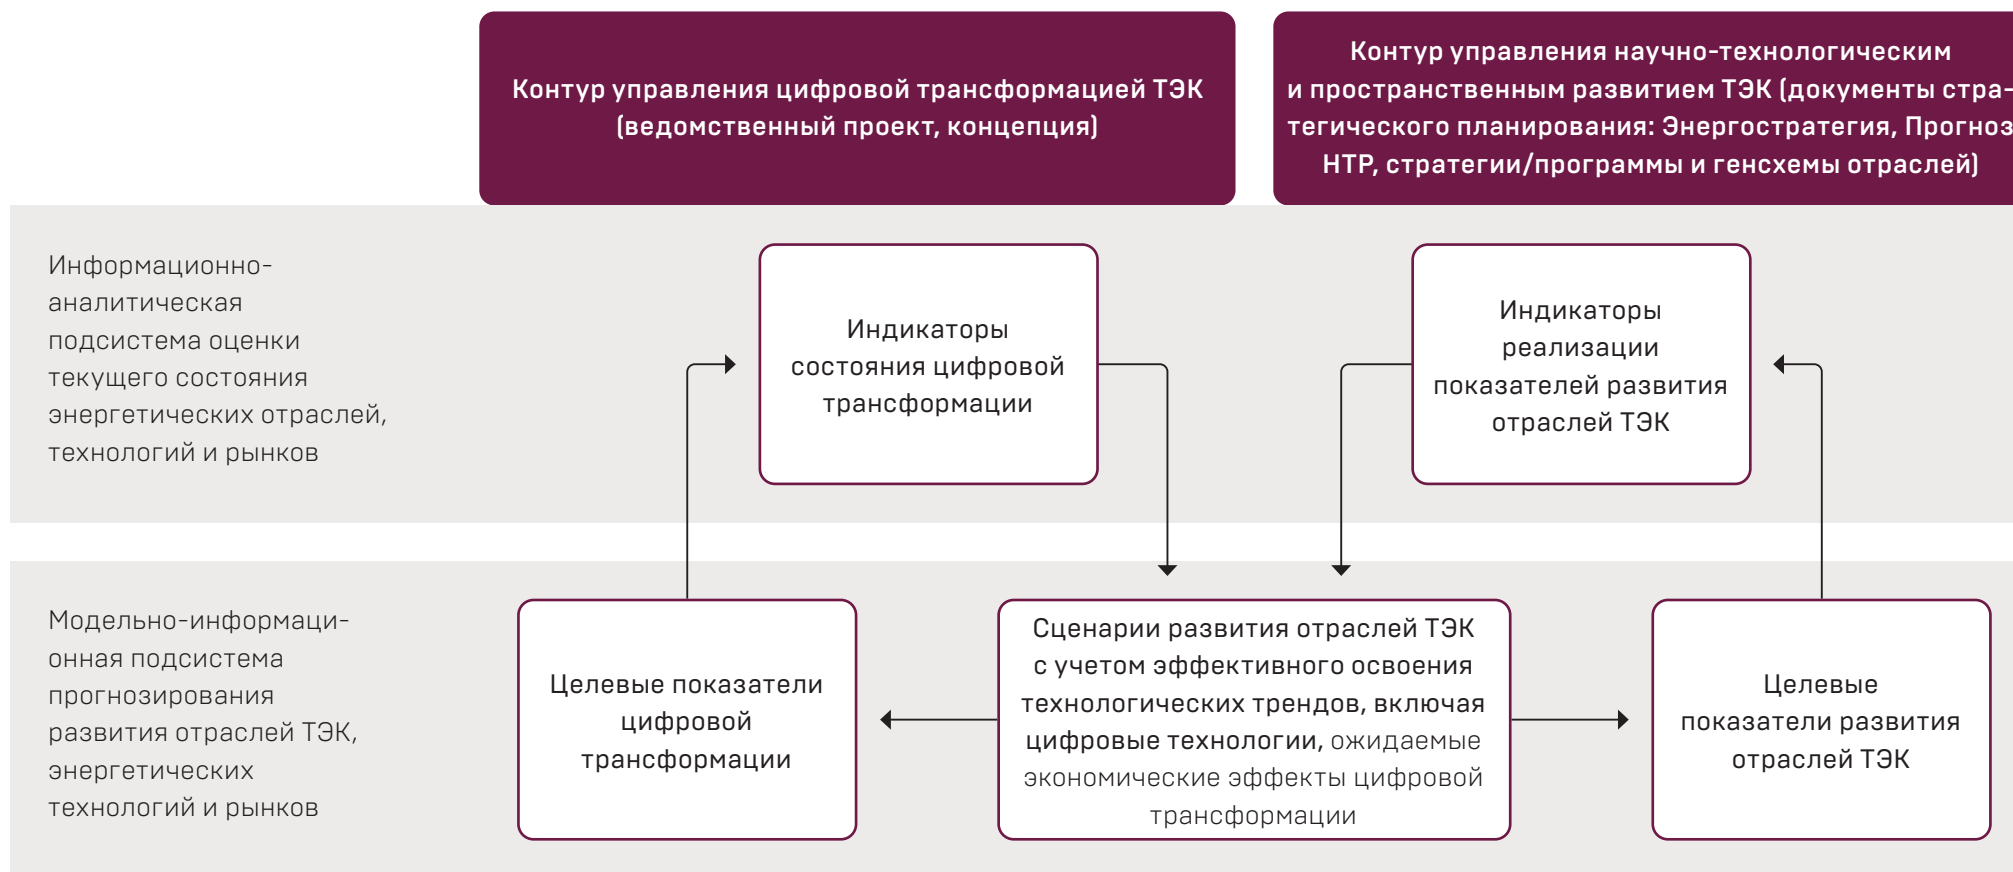 Контур управления цифровой трансформацией ТЭК
(ведомственный проект, концепция)
Контур управления научно-технологическим
и пространственным развитием ТЭК (документы стра-
тегического планирования: Энергостратегия, Прогноз
НТР, стратегии/программы и генсхемы отраслей)
Информационно-
аналитическая
подсистема оценки
текущего состояния
энергетических отраслей,
технологий и рынков
Индикаторы
состояния цифровой
трансформации
Индикаторы
реализации
показателей развития
отраслей ТЭК
Модельно-информаци-
онная подсистема
прогнозирования
развития отраслей ТЭК,
энергетических
технологий и рынков
Целевые показатели
цифровой
трансформации
Сценарии развития отраслей ТЭК
с учетом эффективного освоения
технологических трендов, включая
цифровые технологии, ожидаемые
экономические эффекты цифровой
трансформации
Целевые
показатели развития
отраслей ТЭК